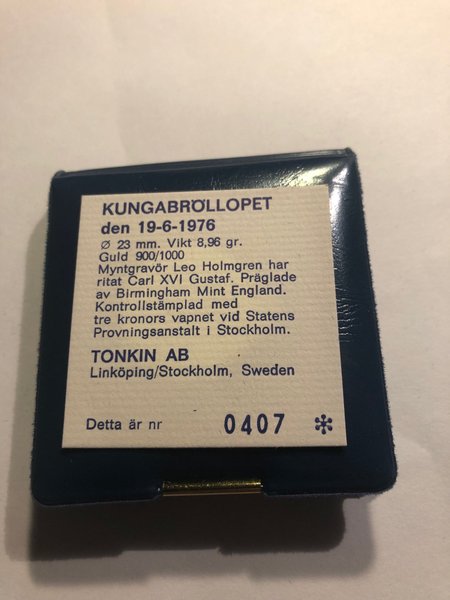 KUNGABRÖLLOPET
den 19-6-1976
Ø 23 mm. Vikt 8,96 gr.
Guld 900/1000
Myntgravör Leo Holmgren har
ritat Carl XVI Gustaf. Präglade
av Birmingham Mint England.
Kontrollstämplad med
tre kronors vapnet vid Statens
Provningsanstalt i Stockholm.
TONKIN AB
Linköping/Stockholm, Sweden
Detta är nr 0407 *